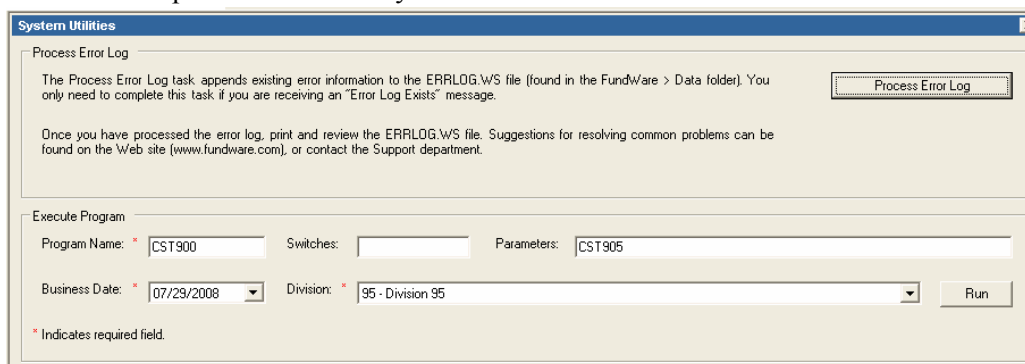 System Utilities
Process Error Log
The Process Error Log task appends existing error information to the ERRLOG.WS file (found in the FundWare > Data folder). You
only need to complete this task if you are receiving an "Error Log Exists" message.
Process Error Log
Once you have processed the error log, print and review the ERRLOG.WS file. Suggestions for resolving common problems can be
found on the Web site (www.fundware.com), or contact the Support department.
Execute Program
Program Name: * CST900 Switches: Parameters: CST905
Business Date: * 07/29/2008 Division: * 95 - Division 95 Run
* Indicates required field.